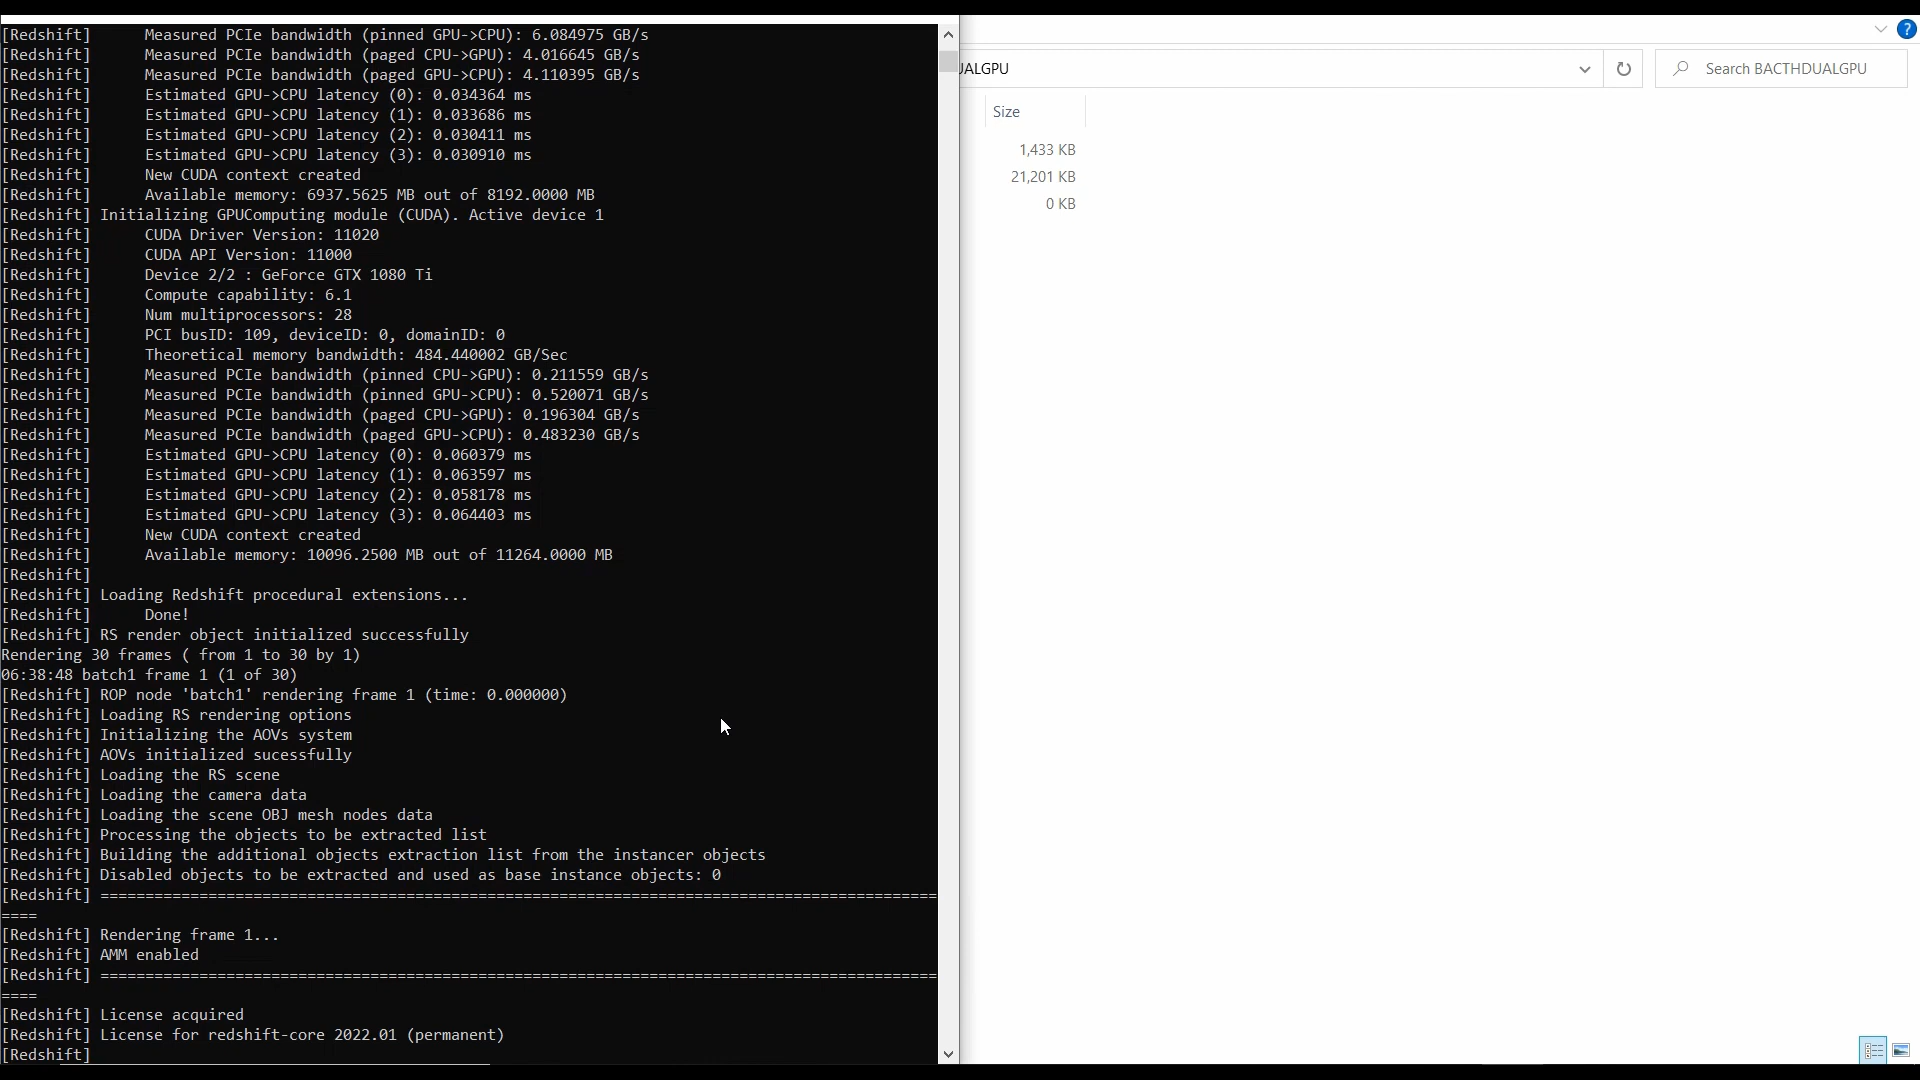 [Redshift]      Measured PCIe bandwidth (pinned GPU->CPU): 6.084975 GB/s
[Redshift]      Measured PCIe bandwidth (paged CPU->GPU): 4.016645 GB/s
[Redshift]      Measured PCIe bandwidth (paged GPU->CPU): 4.110395 GB/s
[Redshift]      Estimated GPU->CPU latency (0): 0.034364 ms
[Redshift]      Estimated GPU->CPU latency (1): 0.033686 ms
[Redshift]      Estimated GPU->CPU latency (2): 0.030411 ms
[Redshift]      Estimated GPU->CPU latency (3): 0.030910 ms
[Redshift]      New CUDA context created
[Redshift]      Available memory: 6937.5625 MB out of 8192.0000 MB
[Redshift] Initializing GPUComputing module (CUDA). Active device 1
[Redshift]      CUDA Driver Version: 11020
[Redshift]      CUDA API Version: 11000
[Redshift]      Device 2/2 : GeForce GTX 1080 Ti
[Redshift]      Compute capability: 6.1
[Redshift]      Num multiprocessors: 28
[Redshift]      PCI busID: 109, deviceID: 0, domainID: 0
[Redshift]      Theoretical memory bandwidth: 484.440002 GB/Sec
[Redshift]      Measured PCIe bandwidth (pinned CPU->GPU): 0.211559 GB/s
[Redshift]      Measured PCIe bandwidth (pinned GPU->CPU): 0.520071 GB/s
[Redshift]      Measured PCIe bandwidth (paged CPU->GPU): 0.196304 GB/s
[Redshift]      Measured PCIe bandwidth (paged GPU->CPU): 0.483230 GB/s
[Redshift]      Estimated GPU->CPU latency (0): 0.060379 ms
[Redshift]      Estimated GPU->CPU latency (1): 0.063597 ms
[Redshift]      Estimated GPU->CPU latency (2): 0.058178 ms
[Redshift]      Estimated GPU->CPU latency (3): 0.064403 ms
[Redshift]      New CUDA context created
[Redshift]      Available memory: 10096.2500 MB out of 11264.0000 MB
[Redshift]
[Redshift] Loading Redshift procedural extensions...
[Redshift]      Done!
[Redshift] RS render object initialized successfully
Rendering 30 frames ( from 1 to 30 by 1)
06:38:48 batch1 frame 1 (1 of 30)
[Redshift] ROP node 'batch1' rendering frame 1 (time: 0.000000)
[Redshift] Loading RS rendering options
[Redshift] Initializing the AOVs system
[Redshift] AOVs initialized sucessfully
[Redshift] Loading the RS scene
[Redshift] Loading the camera data
[Redshift] Loading the scene OBJ mesh nodes data
[Redshift] Processing the objects to be extracted list
[Redshift] Building the additional objects extraction list from the instancer objects
[Redshift] Disabled objects to be extracted and used as base instance objects: 0
[Redshift] =============================================================================================
====
[Redshift] Rendering frame 1...
[Redshift] AMM enabled
[Redshift] =============================================================================================
====
[Redshift] License acquired
[Redshift] License for redshift-core 2022.01 (permanent)
[Redshift]
?
UALGPU
Search BACTHDUALGPU
Size
1,433 KB
21,201 KB
0 KB